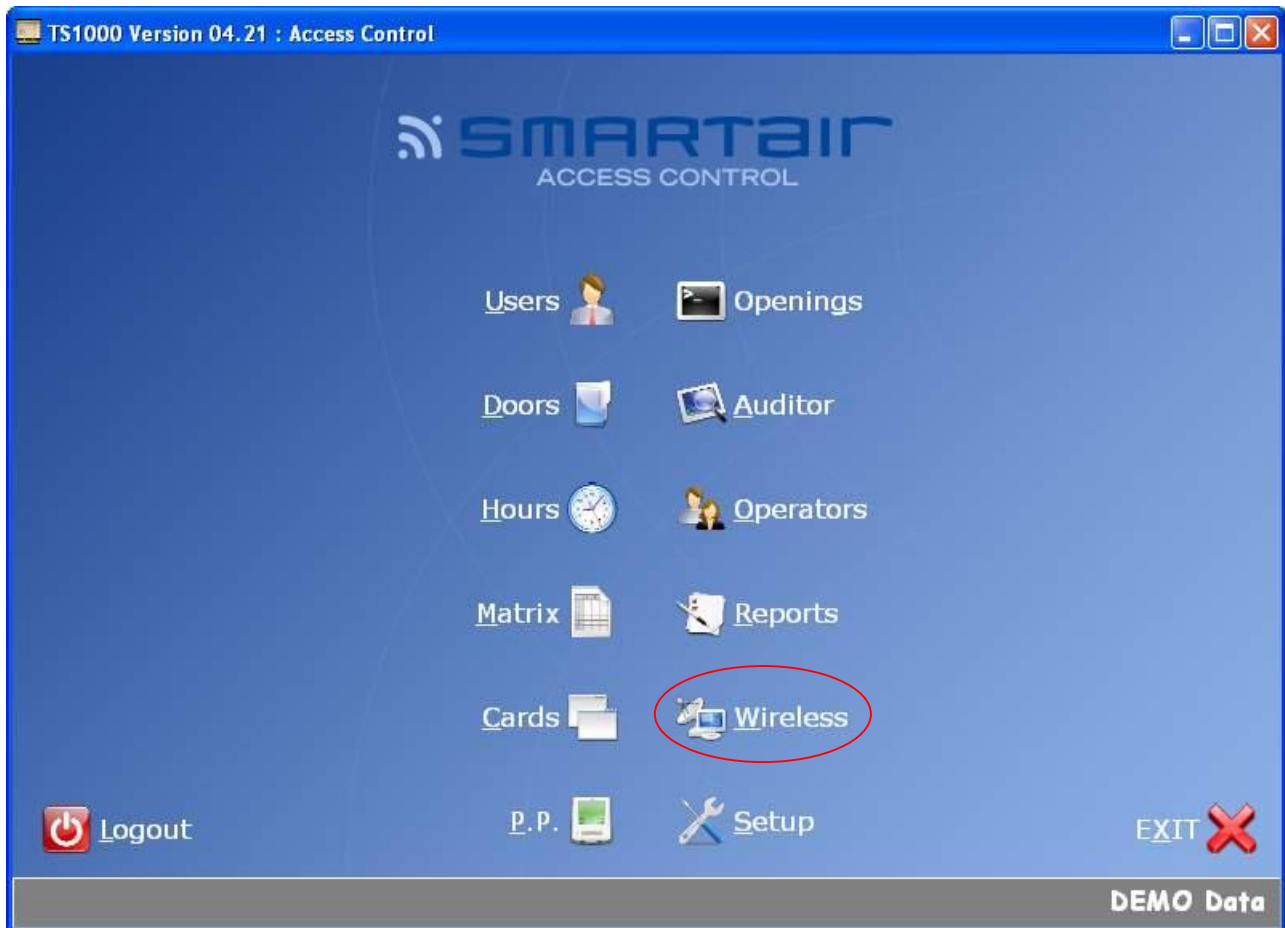 TS1000 Version 04.21 : Access Control
SMARTair
ACCESS CONTROL
Users
Openings
Doors
Auditor
Hours
Operators
Matrix
Reports
Cards
Wireless
Logout
P.P.
Setup
EXIT
DEMO Data